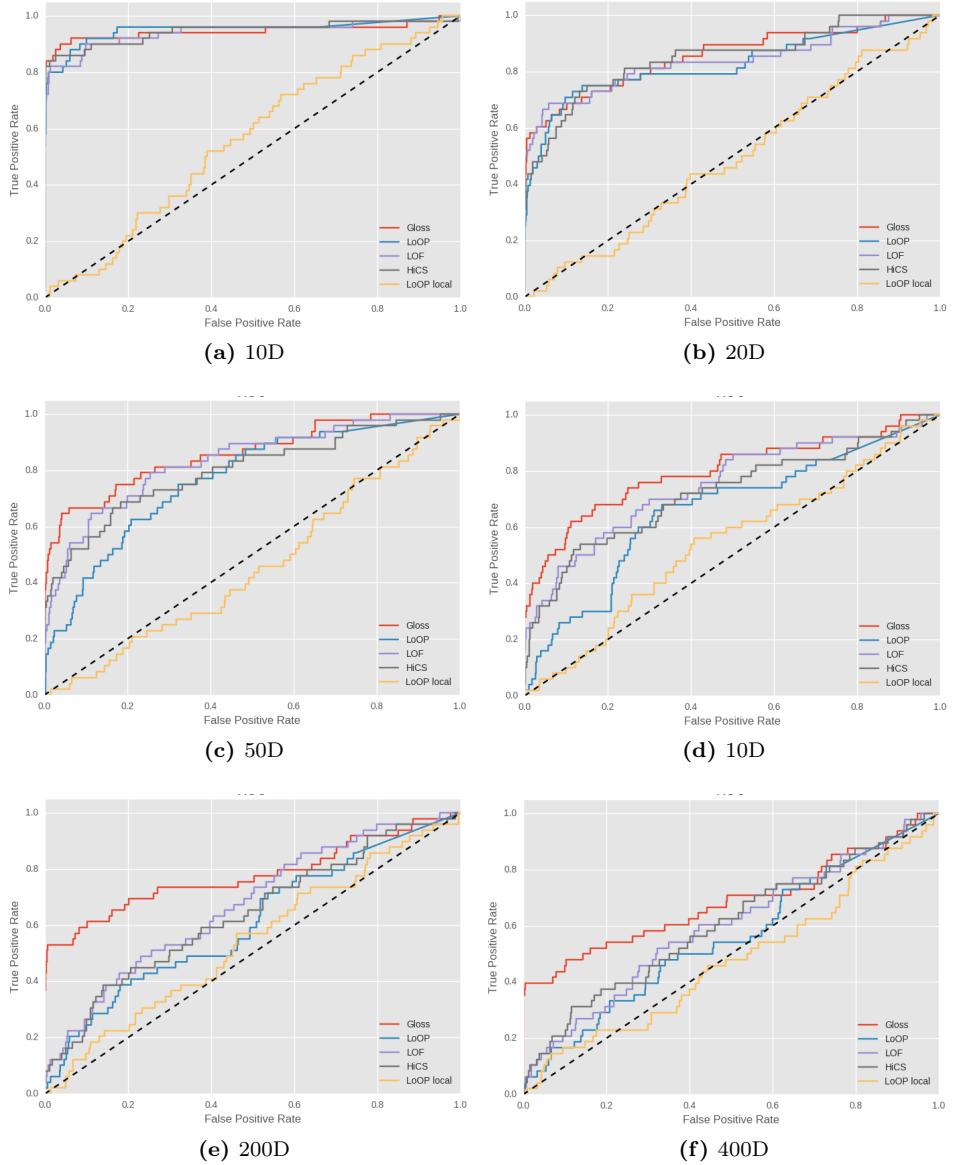 1.0
0.8
0.6
0.4
0.2
0.0
True Positive Rate
Gloss
LoOP
LOF
HiCS
LoOP local
0.0 0.2 0.4 0.6 0.8 1.0
False Positive Rate
(a) 10D
1.0
0.8
0.6
0.4
0.2
0.0
True Positive Rate
Gloss
LoOP
LOF
HiCS
LoOP local
0.0 0.2 0.4 0.6 0.8 1.0
False Positive Rate
(b) 20D
1.0
0.8
0.6
0.4
0.2
0.0
True Positive Rate
Gloss
LoOP
LOF
HiCS
LoOP local
0.0 0.2 0.4 0.6 0.8 1.0
False Positive Rate
(c) 50D
1.0
0.8
0.6
0.4
0.2
0.0
True Positive Rate
Gloss
LoOP
LOF
HiCS
LoOP local
0.0 0.2 0.4 0.6 0.8 1.0
False Positive Rate
(d) 10D
1.0
0.8
0.6
0.4
0.2
0.0
True Positive Rate
Gloss
LoOP
LOF
HiCS
LoOP local
0.0 0.2 0.4 0.6 0.8 1.0
False Positive Rate
(e) 200D
1.0
0.8
0.6
0.4
0.2
0.0
True Positive Rate
Gloss
LoOP
LOF
HiCS
LoOP local
0.0 0.2 0.4 0.6 0.8 1.0
False Positive Rate
(f) 400D